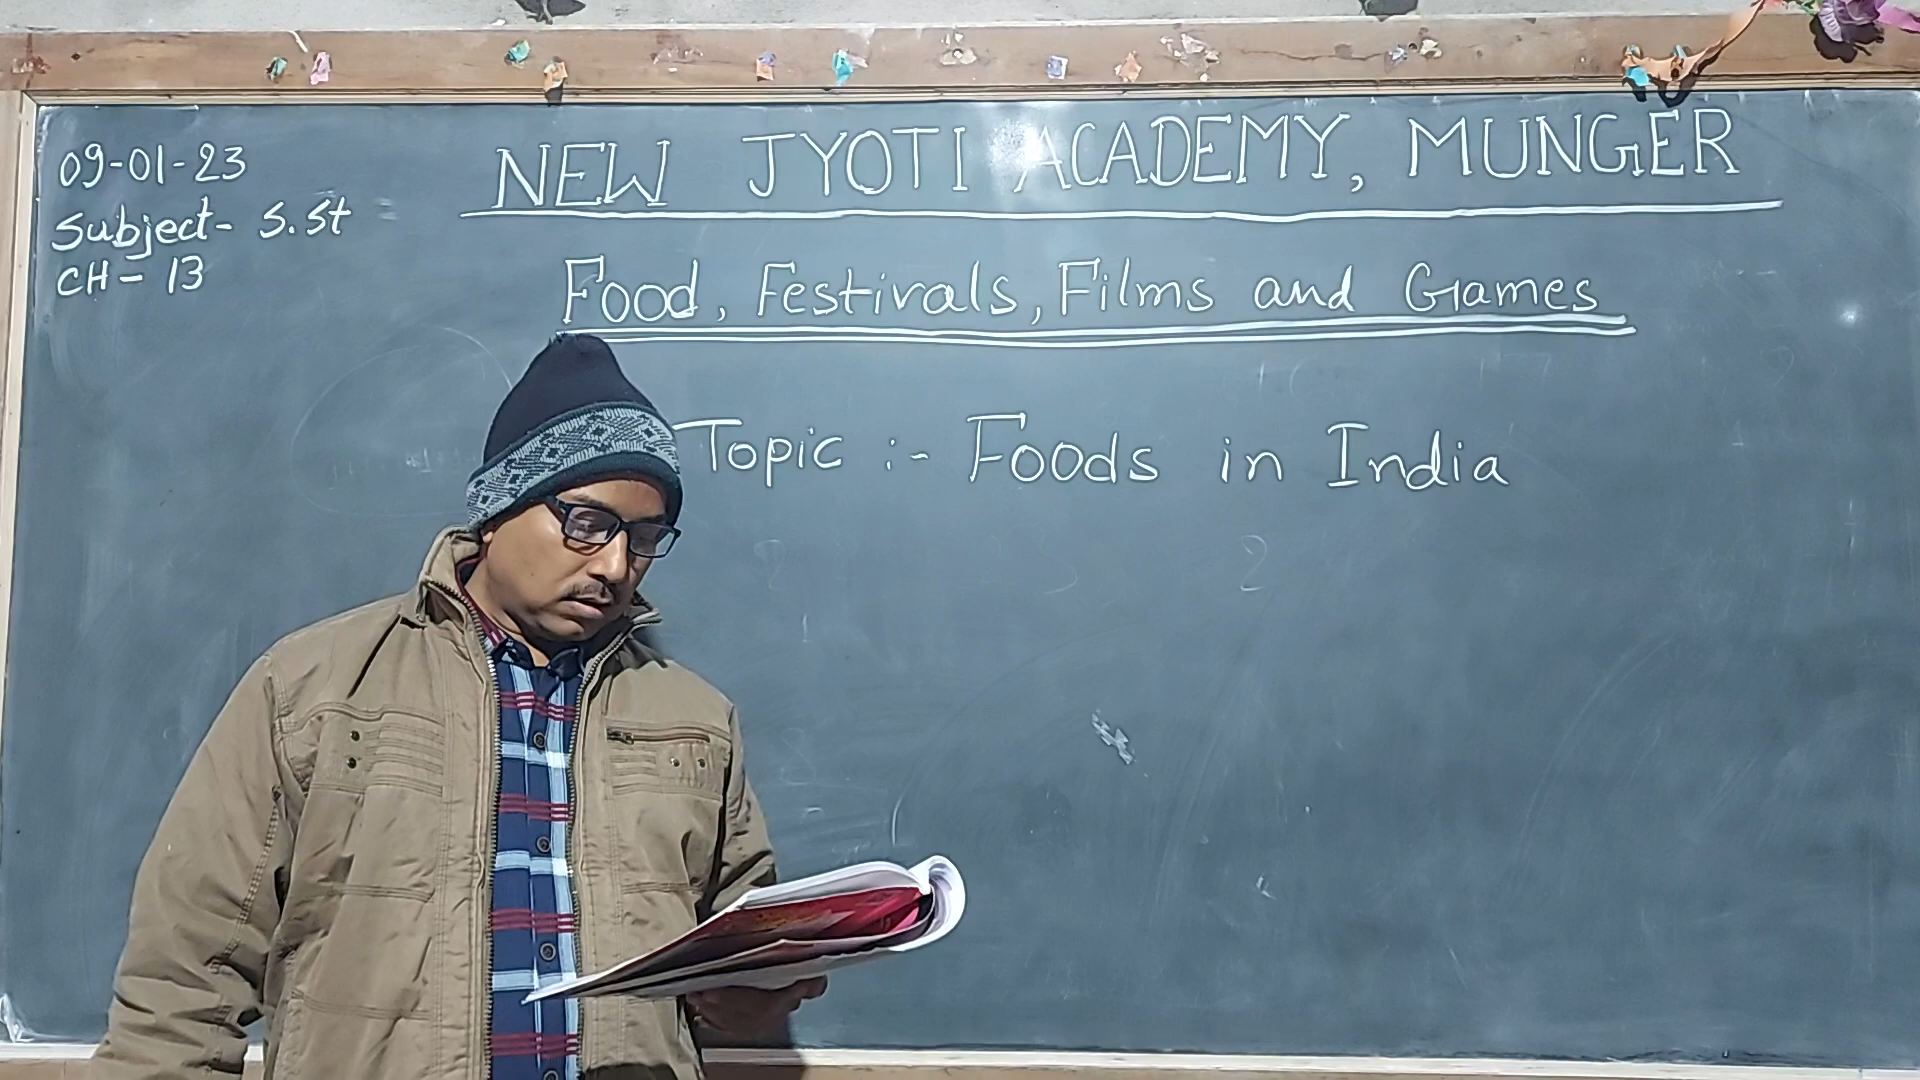 09-01-23
Subject- S.St
CH - 13
NEW JYOTI ACADEMY, MUNGER
Food, Festivals, Films and Games
Topic :- Foods in India